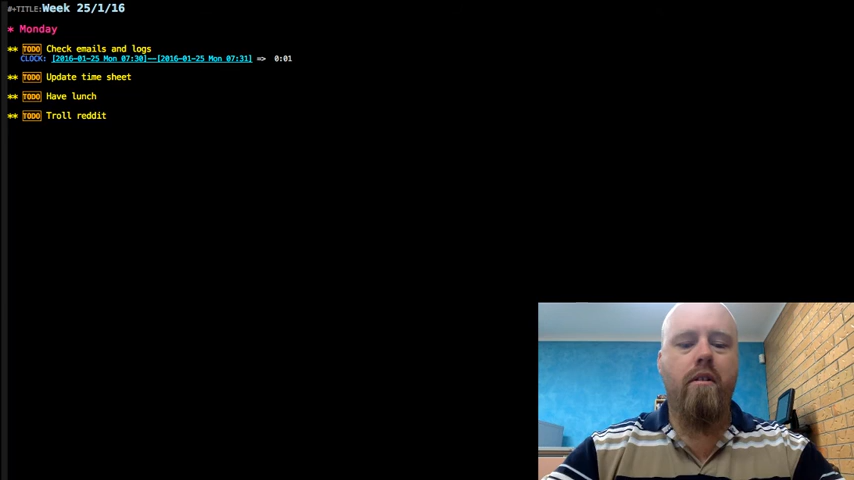 #+TITLE:Week 25/1/16
* Monday
** TODO Check emails and logs
CLOCK: [2016-01-25 Mon 07:30]--[2016-01-25 Mon 07:31] => 0:01
** TODO Update time sheet
** TODO Have lunch
** TODO Troll reddit